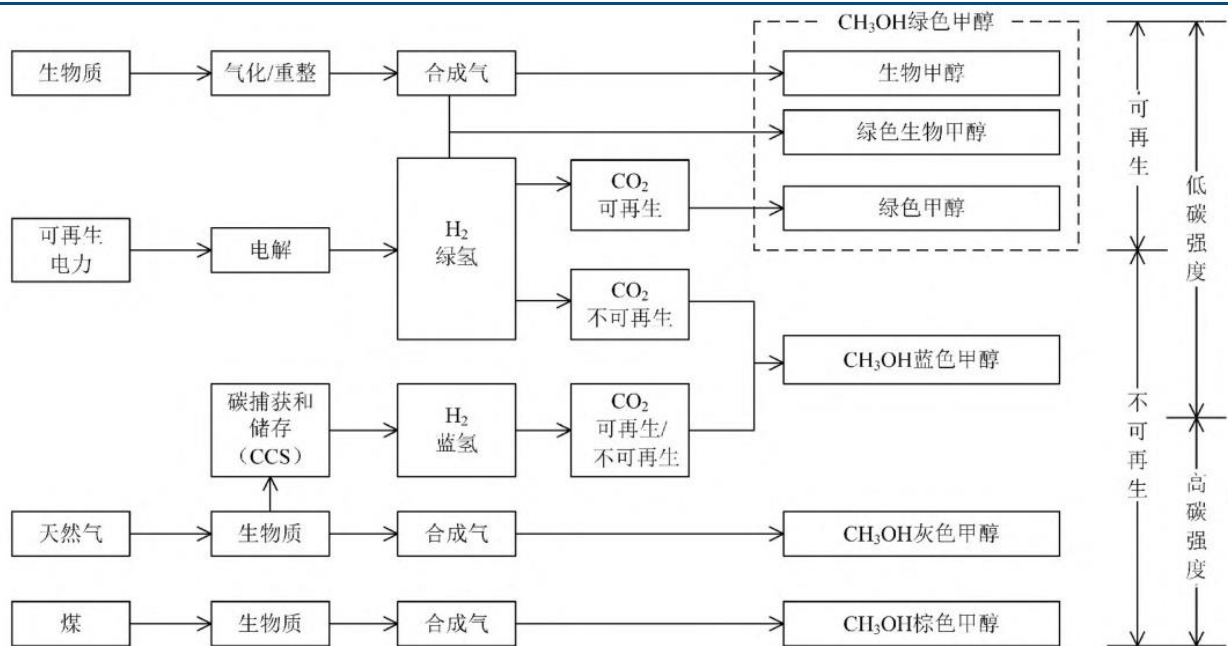 CH₃OH绿色甲醇
生物质
气化/重整
合成气
生物甲醇
绿色生物甲醇
可再生
电力
电解
H₂
绿氢
CO₂
可再生
绿色甲醇
CO₂
不可再生
CH₃OH蓝色甲醇
碳捕获和
储存
（CCS）
H₂
蓝氢
CO₂
可再生/
不可再生
天然气
生物质
合成气
CH₃OH灰色甲醇
煤
生物质
合成气
CH₃OH棕色甲醇
可再生
不可再生
低碳强度
高碳强度